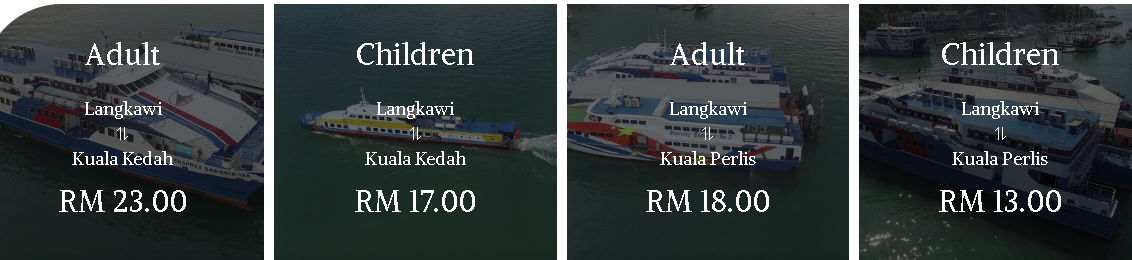 Adult
Langkawi
⇅
Kuala Kedah
RM 23.00
Children
Langkawi
⇅
Kuala Kedah
RM 17.00
Adult
Langkawi
⇅
Kuala Perlis
RM 18.00
Children
Langkawi
⇅
Kuala Perlis
RM 13.00